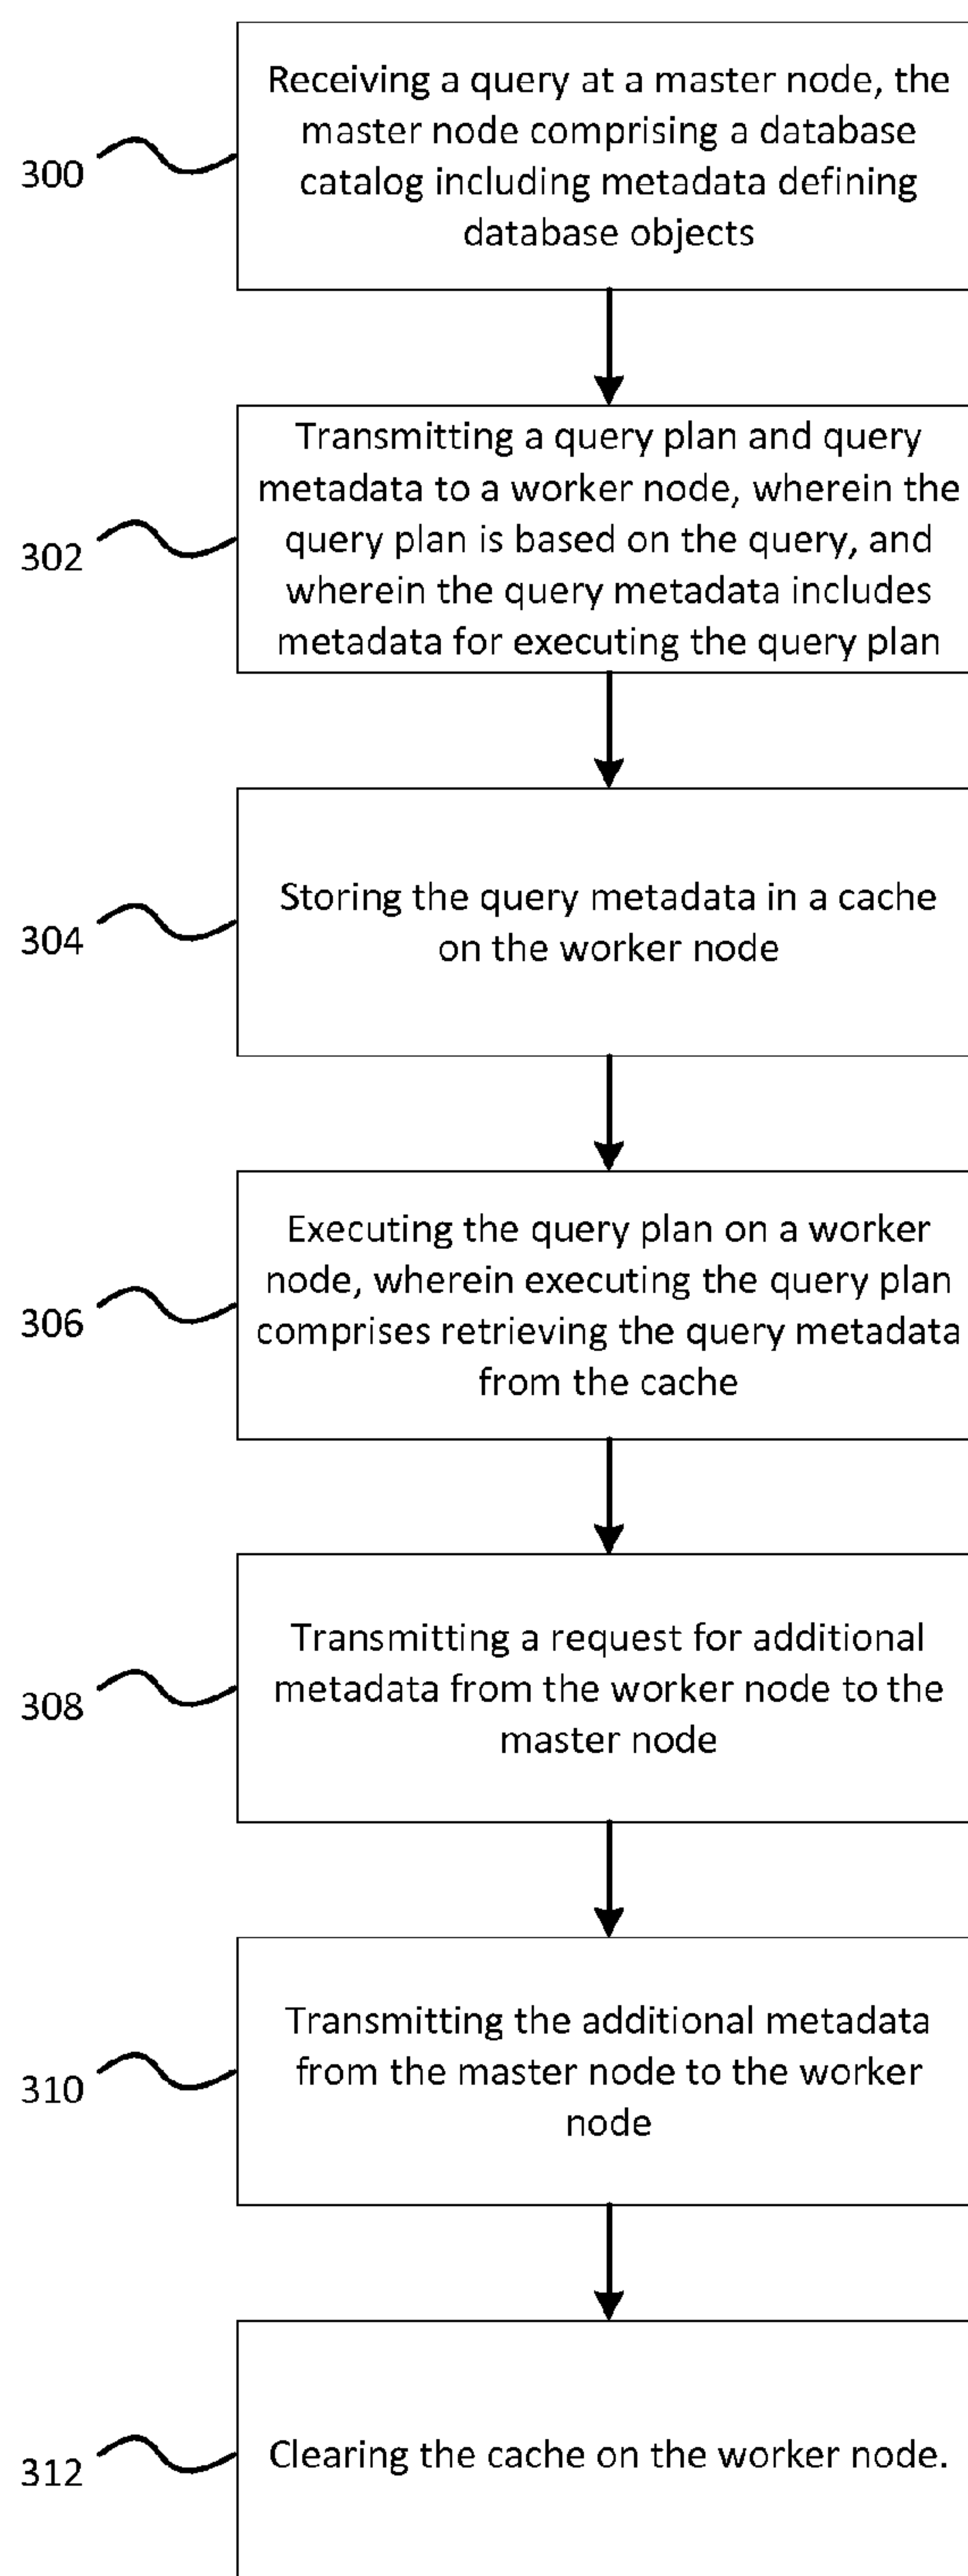 Receiving a query at a master node, the
master node comprising a database
catalog including metadata defining
database objects
300
Transmitting a query plan and query
metadata to a worker node, wherein the
query plan is based on the query, and
wherein the query metadata includes
metadata for executing the query plan
302
Storing the query metadata in a cache
on the worker node
304
Executing the query plan on a worker
node, wherein executing the query plan
comprises retrieving the query metadata
from the cache
306
Transmitting a request for additional
metadata from the worker node to the
master node
308
Transmitting the additional metadata
from the master node to the worker
node
310
Clearing the cache on the worker node.
312